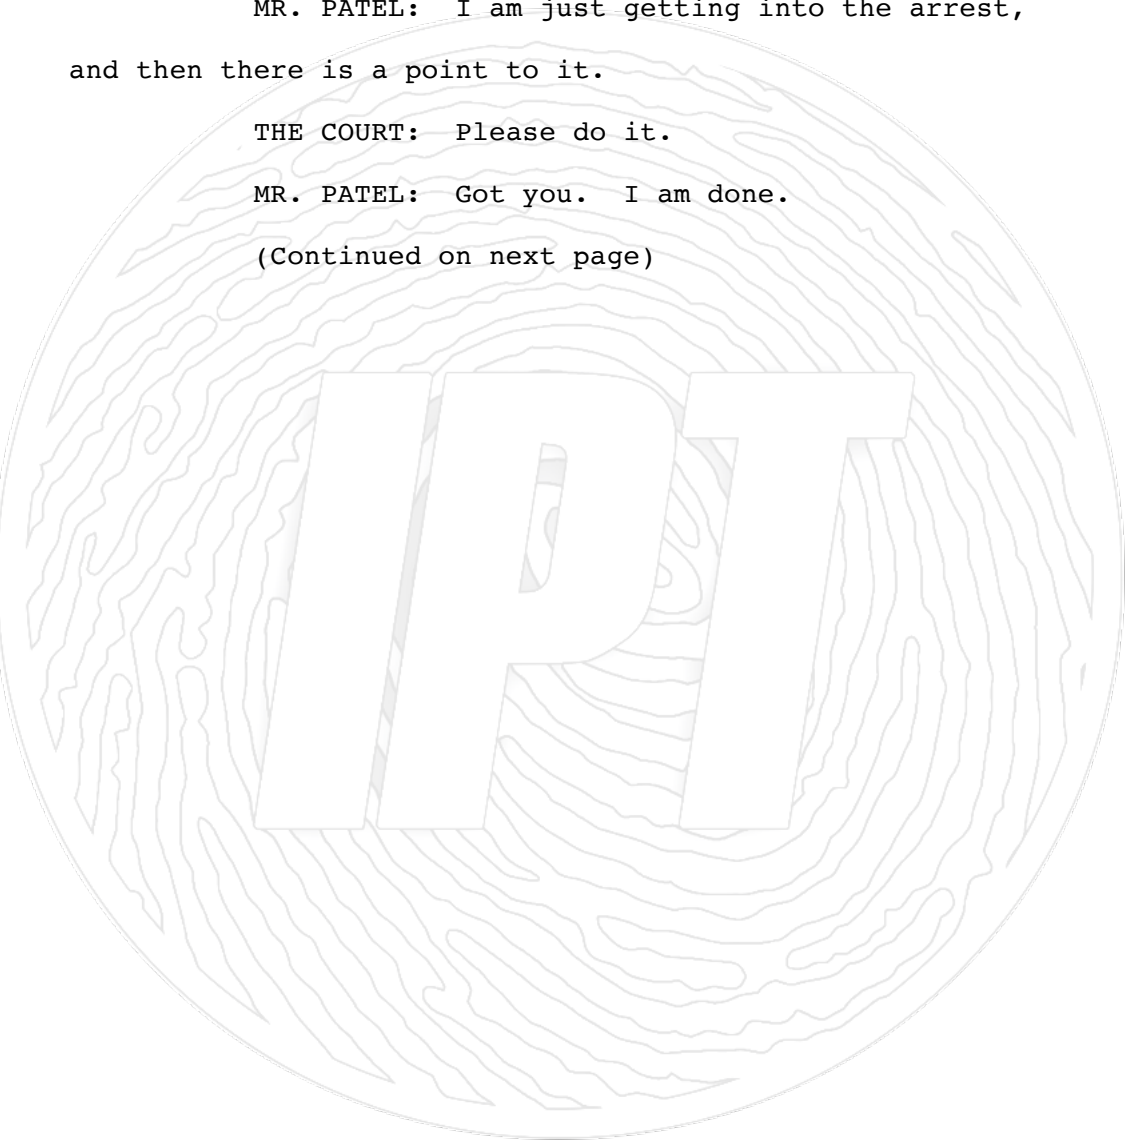 MR. PATEL:  I am just getting into the arrest,
and then there is a point to it.
THE COURT:  Please do it.
MR. PATEL:  Got you.  I am done.
(Continued on next page)
IPT